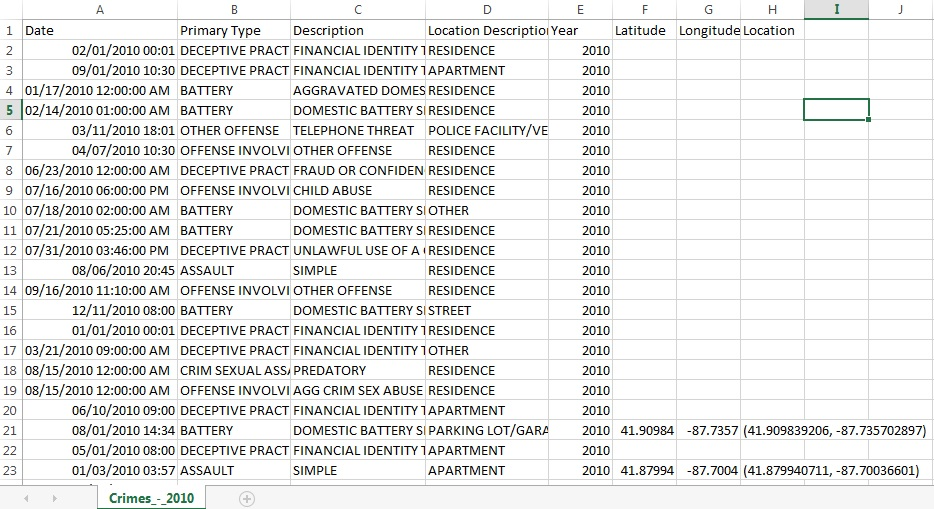 A B C D E F G H I J
1 Date Primary Type Description Location Descriptio Year Latitude Longitude Location
2 02/01/2010 00:01 DECEPTIVE PRACT FINANCIAL IDENTITY T RESIDENCE 2010
3 09/01/2010 10:30 DECEPTIVE PRACT FINANCIAL IDENTITY T APARTMENT 2010
4 01/17/2010 12:00:00 AM BATTERY AGGRAVATED DOMES RESIDENCE 2010
5 02/14/2010 01:00:00 AM BATTERY DOMESTIC BATTERY SI RESIDENCE 2010
6 03/11/2010 18:01 OTHER OFFENSE TELEPHONE THREAT POLICE FACILITY/VE 2010
7 04/07/2010 10:30 OFFENSE INVOLVI OTHER OFFENSE RESIDENCE 2010
8 06/23/2010 12:00:00 AM DECEPTIVE PRACT FRAUD OR CONFIDEN RESIDENCE 2010
9 07/16/2010 06:00:00 PM OFFENSE INVOLVI CHILD ABUSE RESIDENCE 2010
10 07/18/2010 02:00:00 AM BATTERY DOMESTIC BATTERY SI OTHER 2010
11 07/21/2010 05:25:00 AM BATTERY DOMESTIC BATTERY SI RESIDENCE 2010
12 07/31/2010 03:46:00 PM DECEPTIVE PRACT UNLAWFUL USE OF A RESIDENCE 2010
13 08/06/2010 20:45 ASSAULT SIMPLE RESIDENCE 2010
14 09/16/2010 11:10:00 AM OFFENSE INVOLVI OTHER OFFENSE RESIDENCE 2010
15 12/11/2010 08:00 BATTERY DOMESTIC BATTERY SI STREET 2010
16 01/01/2010 00:01 DECEPTIVE PRACT FINANCIAL IDENTITY T RESIDENCE 2010
17 03/21/2010 09:00:00 AM DECEPTIVE PRACT FINANCIAL IDENTITY T OTHER 2010
18 08/15/2010 12:00:00 AM CRIM SEXUAL ASSA PREDATORY RESIDENCE 2010
19 08/15/2010 12:00:00 AM OFFENSE INVOLVI AGG CRIM SEX ABUSE RESIDENCE 2010
20 06/10/2010 09:00 DECEPTIVE PRACT FINANCIAL IDENTITY T APARTMENT 2010
21 08/01/2010 14:34 BATTERY DOMESTIC BATTERY SI PARKING LOT/GARA 2010 41.90984 -87.7357 (41.909839206, -87.735702897)
22 05/01/2010 08:00 DECEPTIVE PRACT FINANCIAL IDENTITY T APARTMENT 2010
23 01/03/2010 03:57 ASSAULT SIMPLE APARTMENT 2010 41.87994 -87.7004 (41.879940711, -87.70036601)
Crimes_-_2010